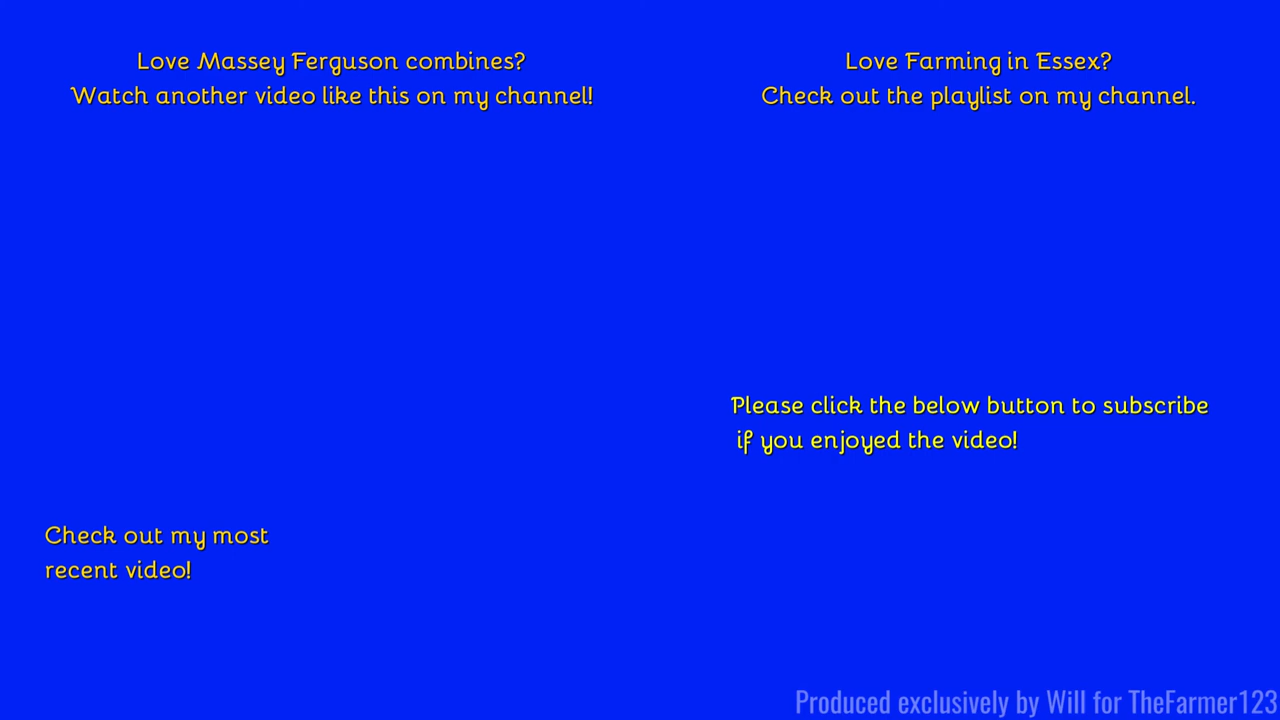 Love Massey Ferguson combines?
Watch another video like this on my channel!
Love Farming in Essex?
Check out the playlist on my channel.
Please click the below button to subscribe
if you enjoyed the video!
Check out my most
recent video!
Produced exclusively by Will for TheFarmer123